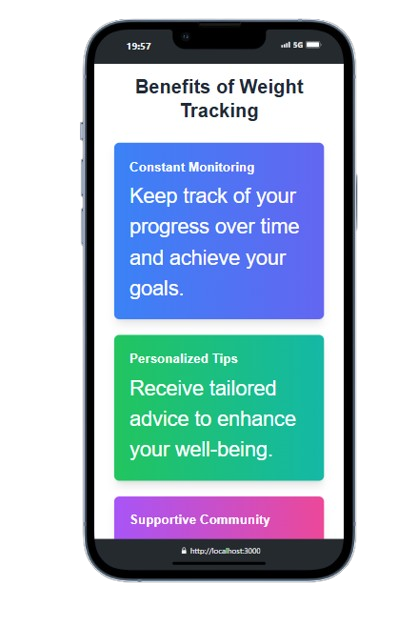 19:57
5G
Benefits of Weight
Tracking
Constant Monitoring
Keep track of your
progress over time
and achieve your
goals.
Personalized Tips
Receive tailored
advice to enhance
your well-being.
Supportive Community
http://localhost:3000